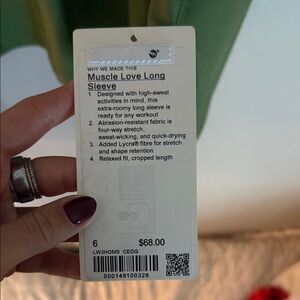 WHY WE MADE THIS
Muscle Love Long
Sleeve
1. Designed with high-sweat
activities in mind, this
extra-roomy long sleeve is
ready for any workout
2. Abrasion-resistant fabric is
four-way stretch,
sweat-wicking, and quick-drying
3. Added Lycra® fibre for stretch
and shape retention
4. Relaxed fit, cropped length
6 $68.00
LW3HOMS CEDG
000149100328